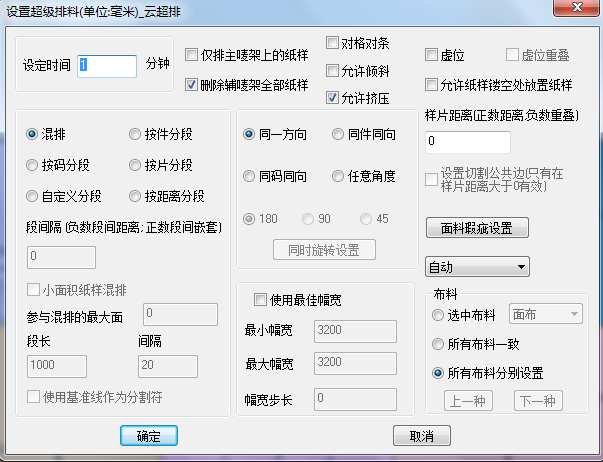 设置超级排料(单位:毫米)_云超排
设定时间 1 分钟
仅排主唛架上的纸样
删除辅唛架全部纸样
对格对条
允许倾斜
允许挤压
虚位 虚位重叠
允许纸样镂空处放置纸样
混排 按件分段
按码分段 按片分段
自定义分段 按距离分段
段间隔 (负数段间距离; 正数段间嵌套)
0
小面积纸样混排
参与混排的最大面 0
段长 间隔
1000 20
使用基准线作为分割符
同一方向 同件同向
同码同向 任意角度
180 90 45
同时旋转设置
使用最佳幅宽
最小幅宽 3200
最大幅宽 3200
幅宽步长 0
样片距离(正数距离;负数重叠)
0
设置切割公共边(只有在
样片距离大于0有效)
面料瑕疵设置
自动
布料
选中布料 面布
所有布料一致
所有布料分别设置
上一种 下一种
确定 取消